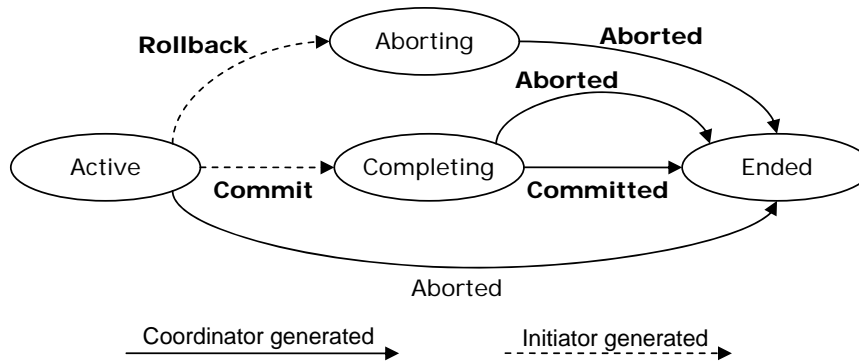 Rollback
Aborting
Aborted
Aborted
Active
Completing
Ended
Commit
Committed
Aborted
Coordinator generated
Initiator generated